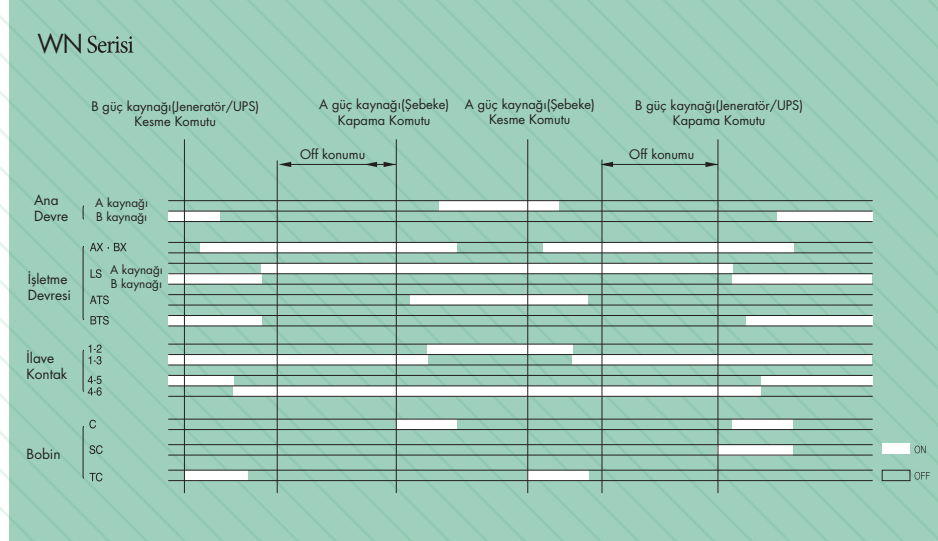 WN Serisi
B güç kaynağı(Jeneratör/UPS)
Kesme Komutu
A güç kaynağı(Şebeke)
Kapama Komutu
A güç kaynağı(Şebeke)
Kesme Komutu
B güç kaynağı(Jeneratör/UPS)
Kapama Komutu
Off konumu
Off konumu
Ana
Devre
A kaynağı
B kaynağı
İşletme
Devresi
AX · BX
LS
A kaynağı
B kaynağı
ATS
BTS
İlave
Kontak
1-2
1-3
4-5
4-6
Bobin
C
SC
TC
ON
OFF